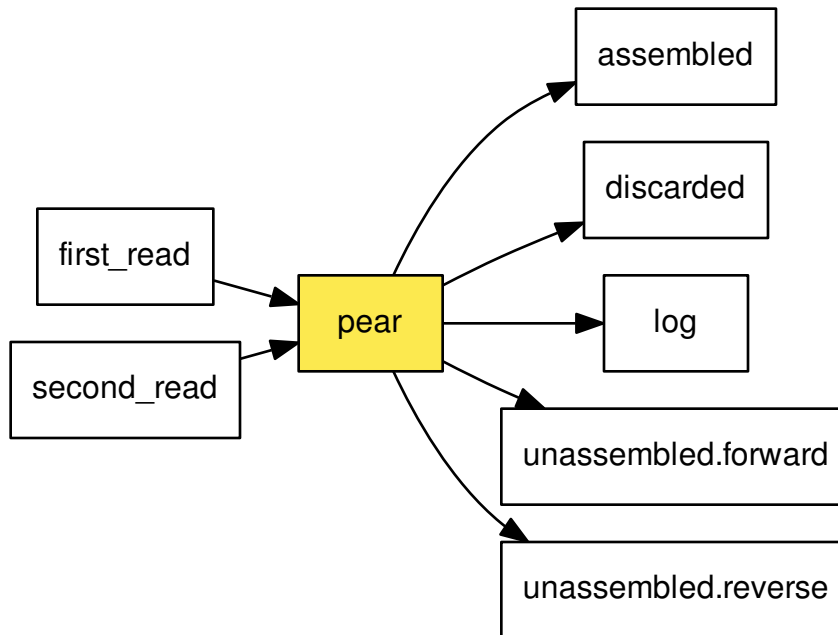 assembled
discarded
first_read
pear
log
second_read
unassembled.forward
unassembled.reverse